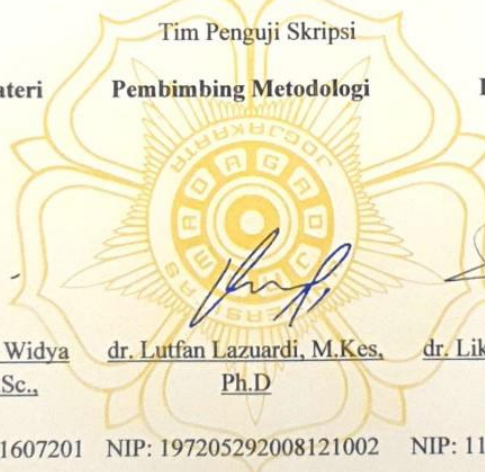 Tim Penguji Skripsi
ateri Pembimbing Metodologi
Widya dr. Lutfan Lazuardi, M.Kes, dr. Lik
Sc., Ph.D
1607201 NIP: 197205292008121002 NIP: 11